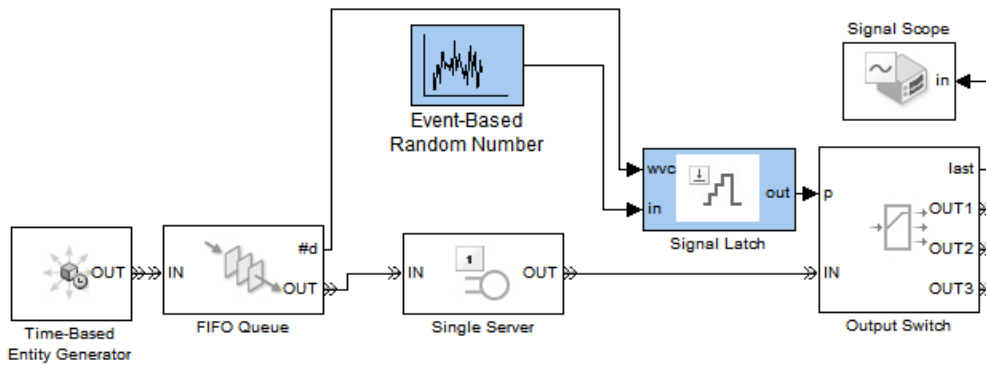 Signal Scope
in
Event-Based
Random Number
wvc
in
out
Signal Latch
p
last
OUT1
OUT2
OUT3
IN
Output Switch
OUT
Time-Based
Entity Generator
IN
#d
OUT
FIFO Queue
IN
1
OUT
Single Server